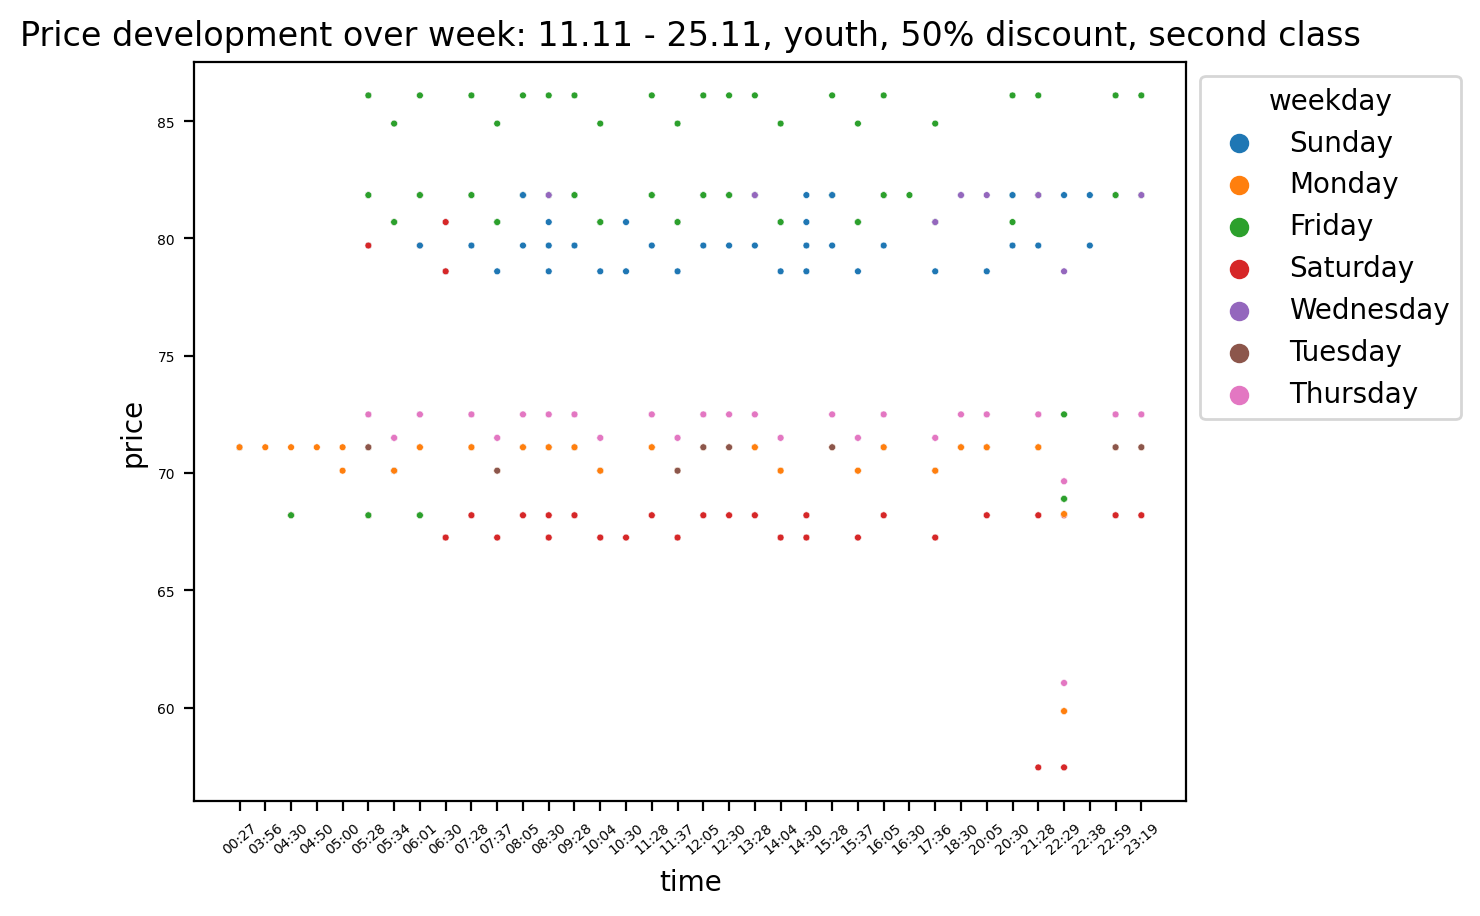 Price development over week: 11.11 - 25.11, youth, 50% discount, second class
weekday
Sunday
Monday
Friday
Saturday
Wednesday
Tuesday
Thursday
price
85
80
75
70
65
60
00:27 03:56 04:30 04:50 05:00 05:28 05:34 06:01 06:30 07:28 07:37 08:05 08:30 09:28 10:04 10:30 11:28 11:37 12:05 12:30 13:28 14:04 14:30 15:28 15:37 16:05 16:30 17:36 18:30 20:05 20:30 21:28 22:29 22:38 22:59 23:19
time